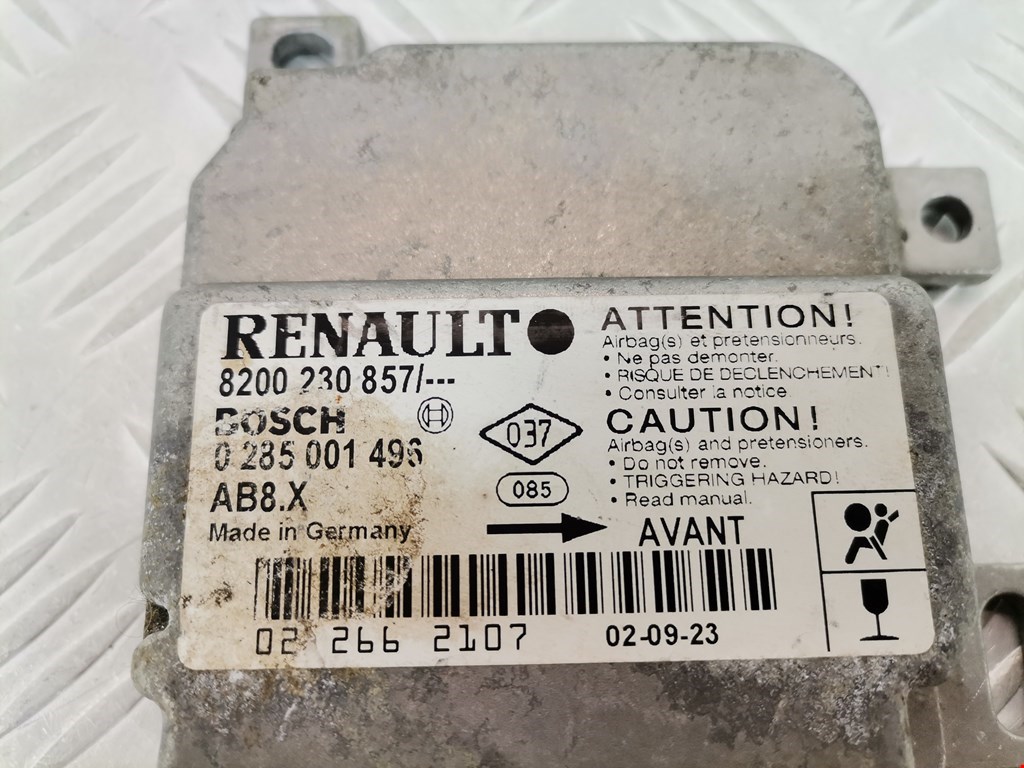 RENAULT
8200 230 857/---
BOSCH
0 285 001 496
AB8.X
Made in Germany
037
085
AVANT
ATTENTION!
Airbag(s) et pretensionneurs.
• Ne pas demonter.
• RISQUE DE DECLENCHEMENT!
• Consulter la notice
CAUTION!
Airbag(s) and pretensioners.
• Do not remove.
• TRIGGERING HAZARD!
• Read manual.
02 266 2107
02-09-23